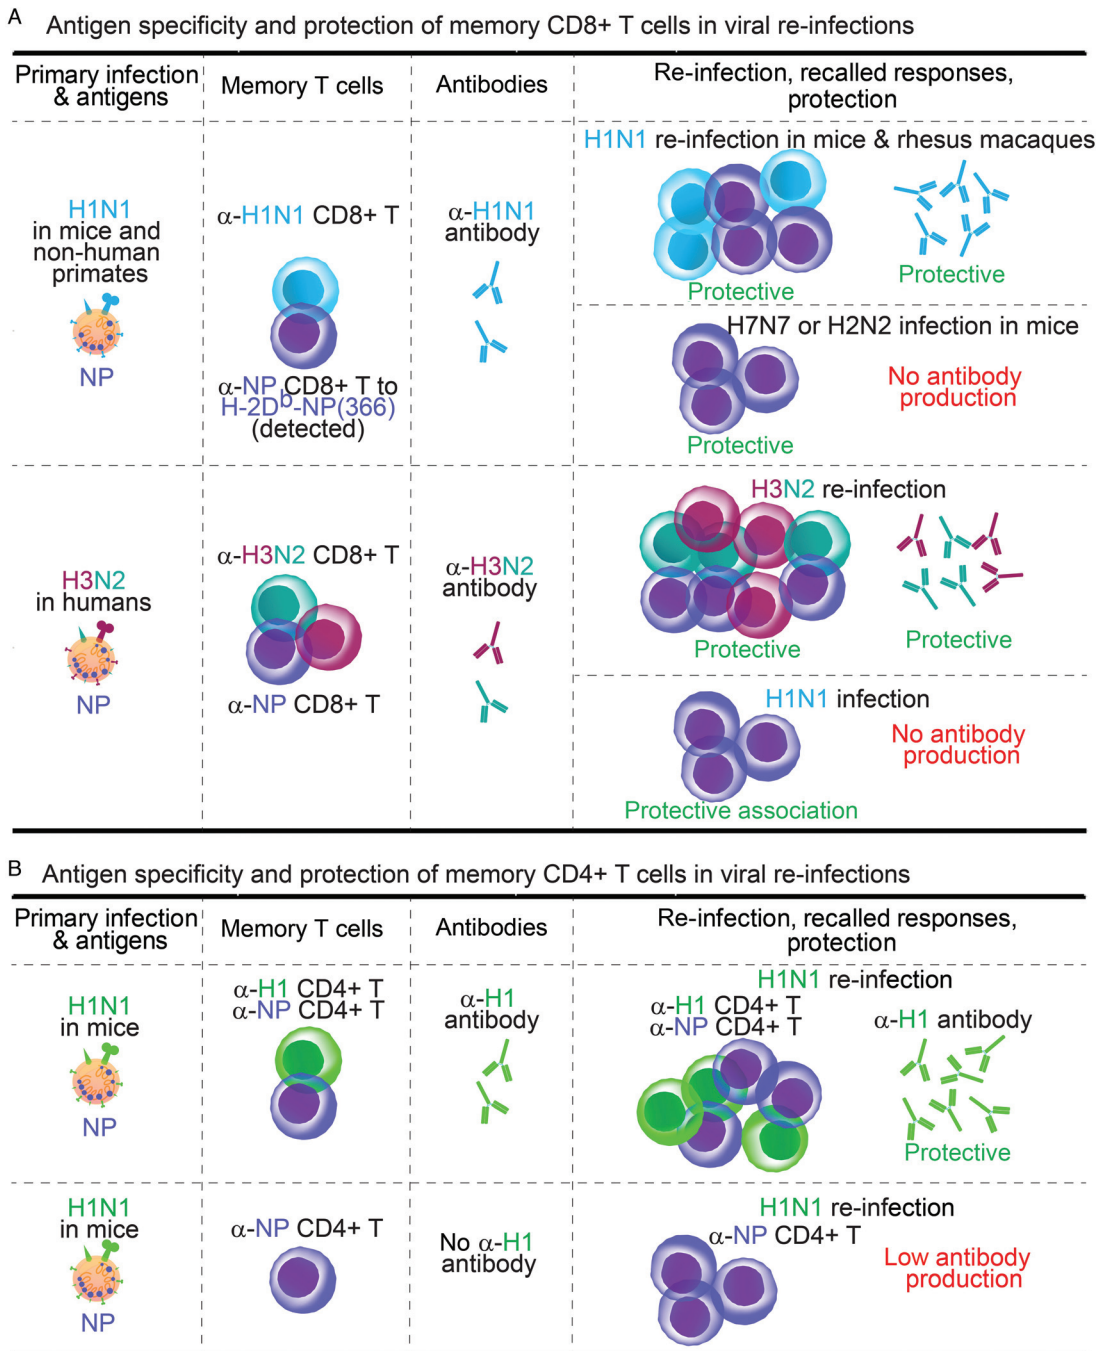 A Antigen specificity and protection of memory CD8+ T cells in viral re-infections
Primary infection
& antigens
Memory T cells
Antibodies
Re-infection, recalled responses,
protection
H1N1
in mice and
non-human
primates
NP
α-H1N1 CD8+ T
α-NP CD8+ T to
H-2Dᵇ-NP(366)
(detected)
α-H1N1
antibody
H1N1 re-infection in mice & rhesus macaques
Protective
Protective
H7N7 or H2N2 infection in mice
No antibody
production
Protective
H3N2
in humans
NP
α-H3N2 CD8+ T
α-NP CD8+ T
α-H3N2
antibody
H3N2 re-infection
Protective
Protective
H1N1 infection
No antibody
production
Protective association
B Antigen specificity and protection of memory CD4+ T cells in viral re-infections
Primary infection
& antigens
Memory T cells
Antibodies
Re-infection, recalled responses,
protection
H1N1
in mice
NP
α-H1 CD4+ T
α-NP CD4+ T
α-H1
antibody
H1N1 re-infection
α-H1 CD4+ T
α-NP CD4+ T
α-H1 antibody
Protective
H1N1
in mice
NP
α-NP CD4+ T
No α-H1
antibody
H1N1 re-infection
α-NP CD4+ T
Low antibody
production